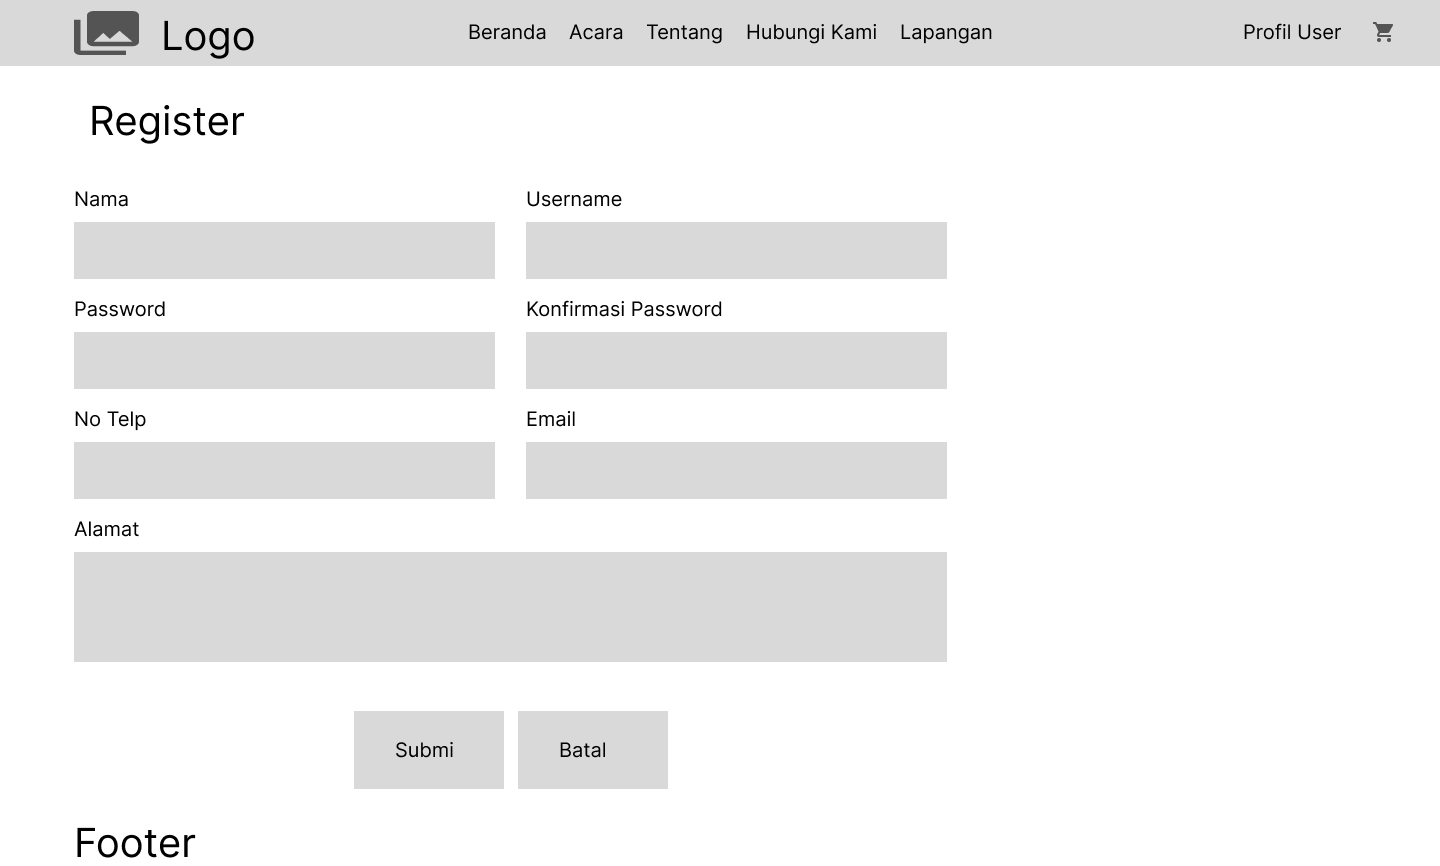 Logo Beranda Acara Tentang Hubungi Kami Lapangan Profil User
Register
Nama Username
Password Konfirmasi Password
No Telp Email
Alamat
Submi Batal
Footer